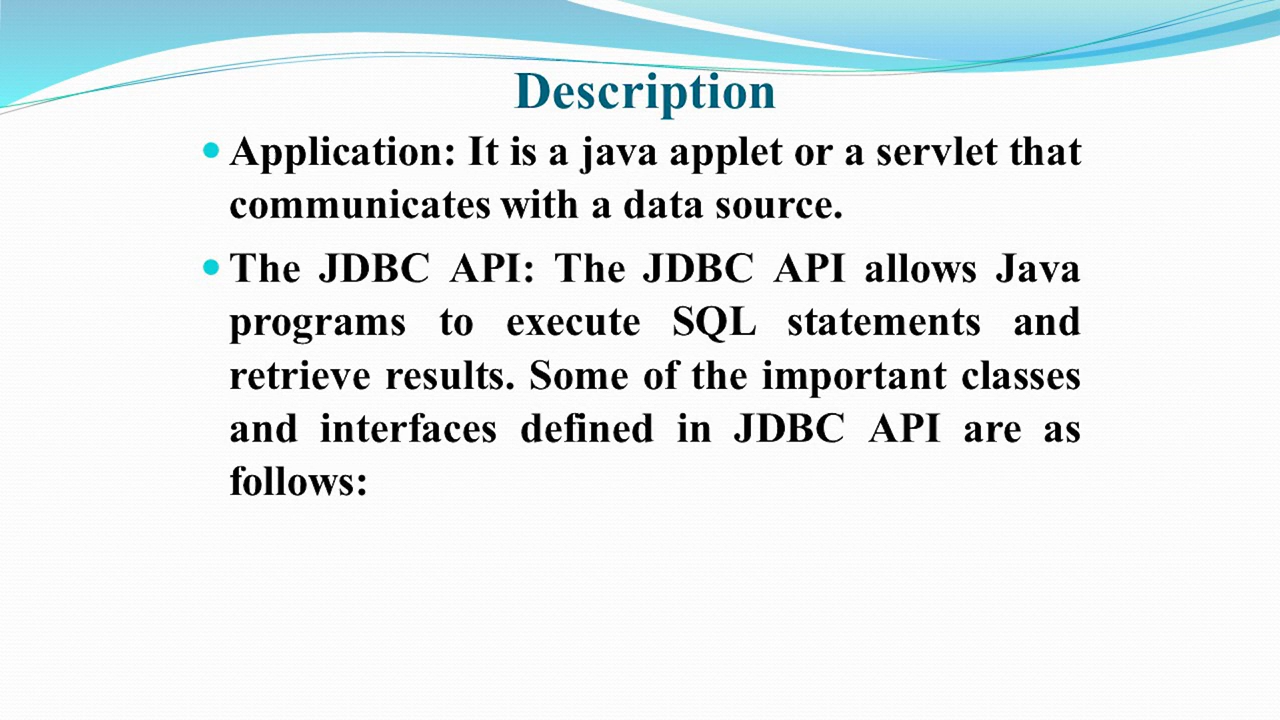 Description
Application: It is a java applet or a servlet that
communicates with a data source.
The JDBC API: The JDBC API allows Java
programs to execute SQL statements and
retrieve results. Some of the important classes
and interfaces defined in JDBC API are as
follows: